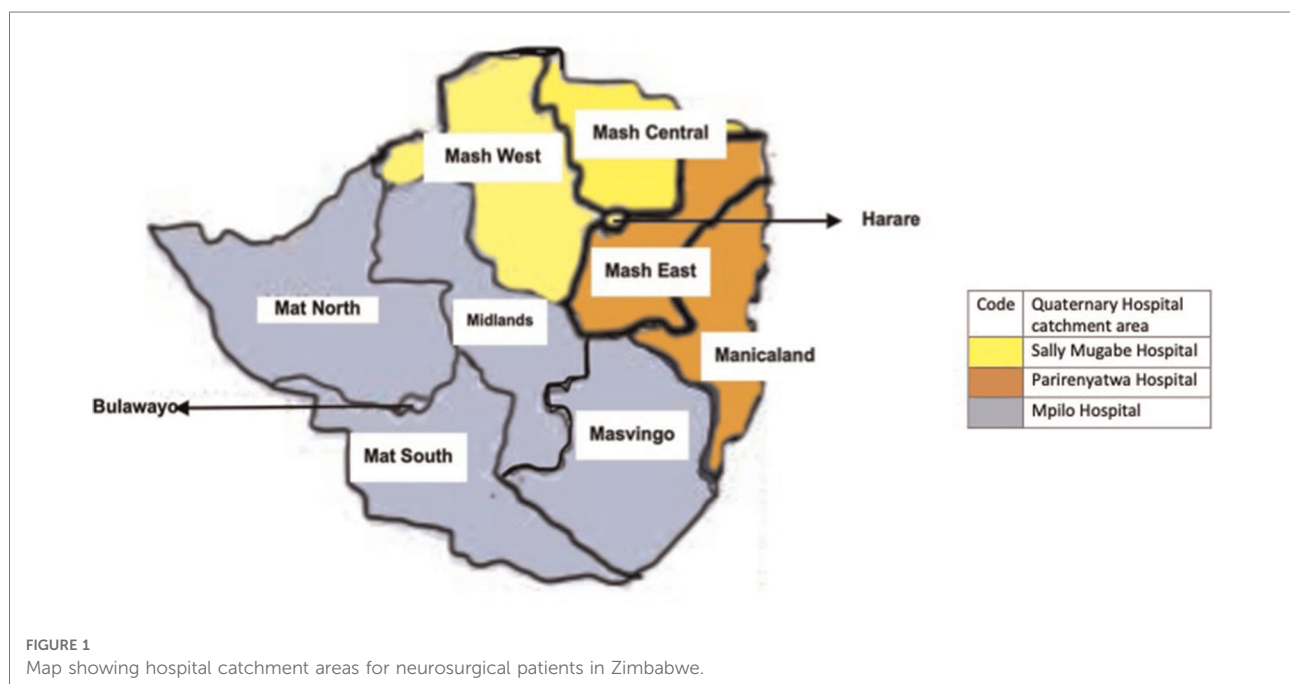 Mash Central
Mash West
Harare
Mash East
Mat North
Midlands
Manicaland
Bulawayo
Masvingo
Mat South
Code Quaternary Hospital
catchment area
Sally Mugabe Hospital
Parirenyatwa Hospital
Mpilo Hospital
FIGURE 1
Map showing hospital catchment areas for neurosurgical patients in Zimbabwe.